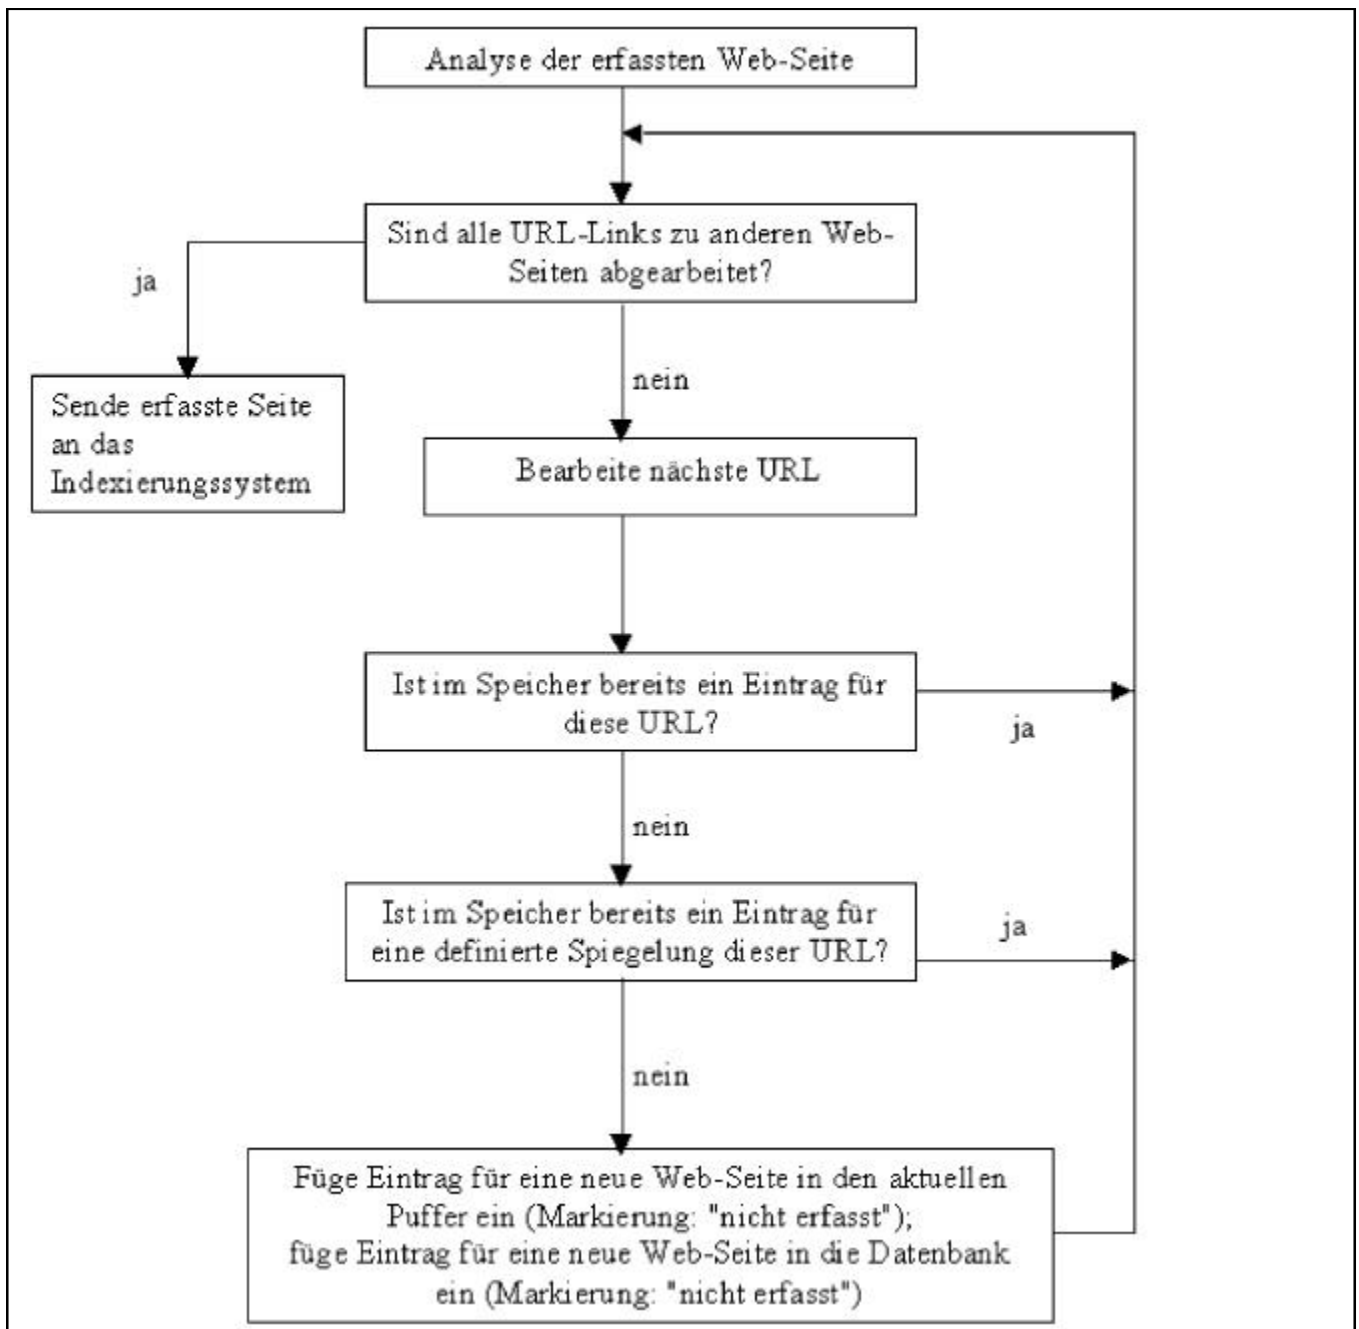 Analyse der erfassten Web-Seite
Sind alle URL-Links zu anderen Web-
Seiten abgearbeitet?
ja
Sende erfasste Seite
an das
Indexierungssystem
nein
Bearbeite nächste URL
Ist im Speicher bereits ein Eintrag für
diese URL?
ja
nein
Ist im Speicher bereits ein Eintrag für
eine definierte Spiegelung dieser URL?
ja
nein
Füge Eintrag für eine neue Web-Seite in den aktuellen
Puffer ein (Markierung: "nicht erfasst");
füge Eintrag für eine neue Web-Seite in die Datenbank
ein (Markierung: "nicht erfasst")